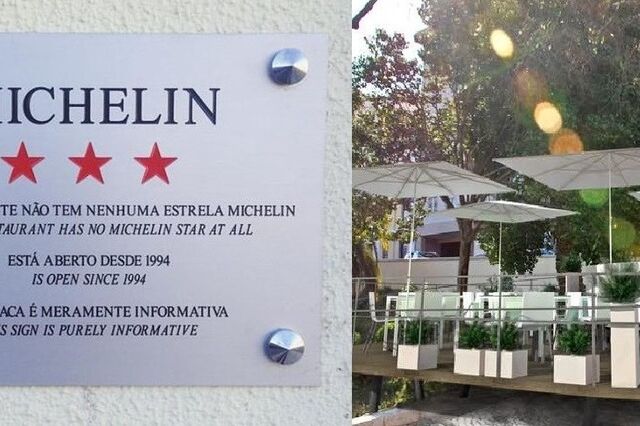 MICHELIN
TE NÃO TEM NENHUMA ESTRELA MICHELIN
TAURANT HAS NO MICHELIN STAR AT ALL
ESTÁ ABERTO DESDE 1994
IS OPEN SINCE 1994
ACA É MERAMENTE INFORMATIVA
S SIGN IS PURELY INFORMATIVE